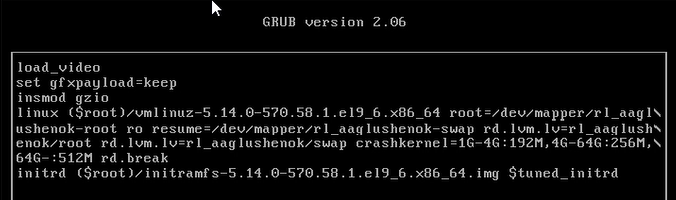 GRUB version 2.06
load_video
set gfxpayload=keep
insmod gzio
linux ($root)/vmlinuz-5.14.0-570.58.1.el9_6.x86_64 root=/dev/mapper/rl_aagl\
ushenok-root ro resume=/dev/mapper/rl_aaglushenok-swap rd.lvm.lv=rl_aaglush\
enok/root rd.lvm.lv=rl_aaglushenok/swap crashkernel=1G-4G:192M,4G-64G:256M,\
64G-:512M rd.break
initrd ($root)/initramfs-5.14.0-570.58.1.el9_6.x86_64.img $tuned_initrd